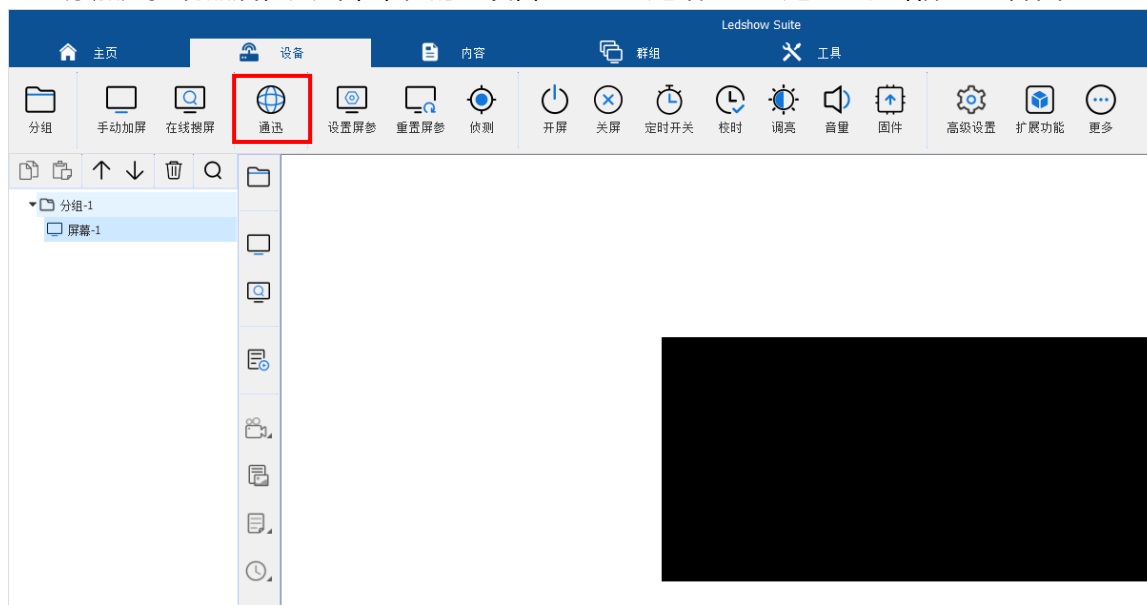 Ledshow Suite
主页 设备 内容 群组 工具
分组 手动加屏 在线搜屏 通迅 设置屏参 重置屏参 侦测 开屏 关屏 定时开关 校时 调亮 音量 固件 高级设置 扩展功能 更多
分组-1
屏幕-1